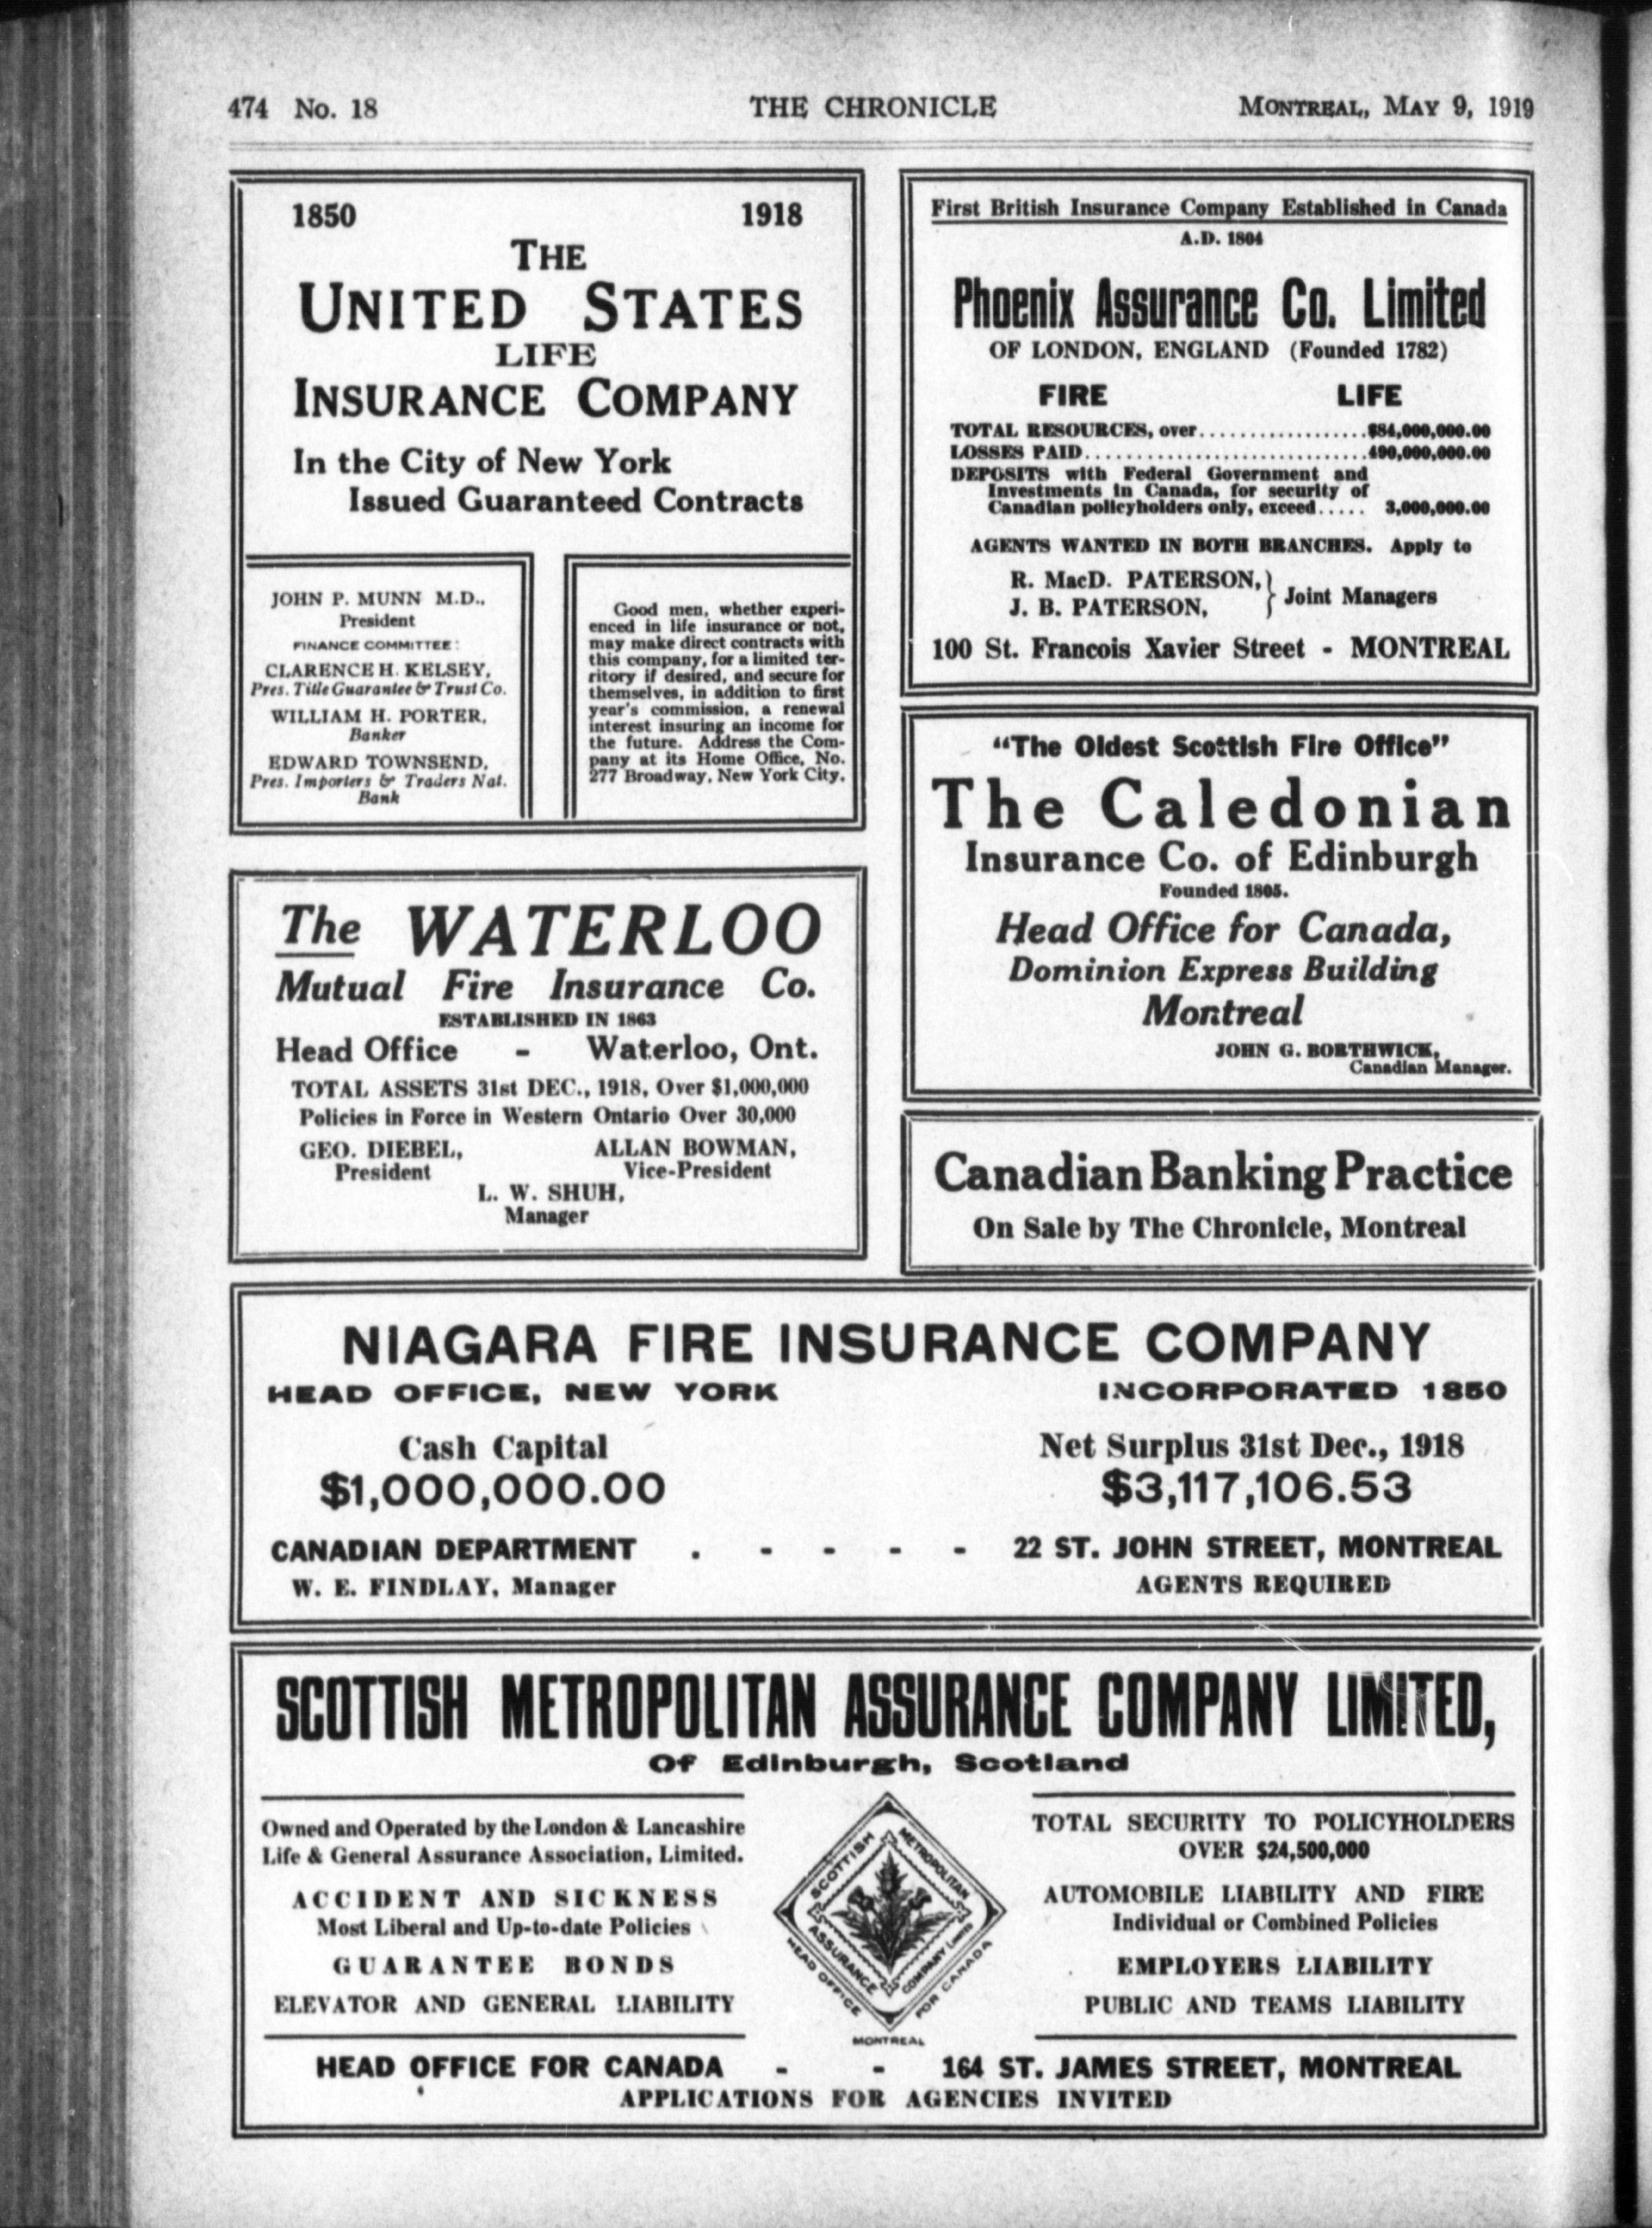 474 No. 18 THE CHRONICLE MONTREAL, MAY 9, 1919
1850 1918
THE
UNITED STATES
LIFE
INSURANCE COMPANY
In the City of New York
Issued Guaranteed Contracts
JOHN P. MUNN M.D.,
President
FINANCE COMMITTEE:
CLARENCE H. KELSEY,
Pres. Title Guarantee & Trust Co.
WILLIAM H. PORTER,
Banker
EDWARD TOWNSEND,
Pres. Importers & Traders Nat.
Bank
Good men, whether experi-
enced in life insurance or not,
may make direct contracts with
this company, for a limited ter-
ritory if desired, and secure for
themselves, in addition to first
year's commission, a renewal
interest insuring an income for
the future. Address the Com-
pany at its Home Office, No.
277 Broadway, New York City.
The WATERLOO
Mutual Fire Insurance Co.
ESTABLISHED IN 1863
Head Office - Waterloo, Ont.
TOTAL ASSETS 31st DEC., 1918, Over $1,000,000
Policies in Force in Western Ontario Over 30,000
GEO. DIEBEL, ALLAN BOWMAN,
President Vice-President
L. W. SHUH,
Manager
First British Insurance Company Established in Canada
A.D. 1804
Phoenix Assurance Co. Limited
OF LONDON, ENGLAND (Founded 1782)
FIRE LIFE
TOTAL RESOURCES, over..................$84,000,000.00
LOSSES PAID..............................490,000,000.00
DEPOSITS with Federal Government and
Investments in Canada, for security of
Canadian policyholders only, exceed..... 3,000,000.00
AGENTS WANTED IN BOTH BRANCHES. Apply to
R. MacD. PATERSON,
J. B. PATERSON, } Joint Managers
100 St. Francois Xavier Street - MONTREAL
"The Oldest Scottish Fire Office"
The Caledonian
Insurance Co. of Edinburgh
Founded 1805.
Head Office for Canada,
Dominion Express Building
Montreal
JOHN G. BORTHWICK,
Canadian Manager.
Canadian Banking Practice
On Sale by The Chronicle, Montreal
NIAGARA FIRE INSURANCE COMPANY
HEAD OFFICE, NEW YORK INCORPORATED 1850
Cash Capital Net Surplus 31st Dec., 1918
$1,000,000.00 $3,117,106.53
CANADIAN DEPARTMENT . - - - - 22 ST. JOHN STREET, MONTREAL
W. E. FINDLAY, Manager AGENTS REQUIRED
SCOTTISH METROPOLITAN ASSURANCE COMPANY LIMITED,
Of Edinburgh, Scotland
Owned and Operated by the London & Lancashire
Life & General Assurance Association, Limited.
ACCIDENT AND SICKNESS
Most Liberal and Up-to-date Policies
GUARANTEE BONDS
ELEVATOR AND GENERAL LIABILITY
SCOTTISH METROPOLITAN
ASSURANCE COMPANY LIMITED
HEAD OFFICE FOR CANADA
MONTREAL
TOTAL SECURITY TO POLICYHOLDERS
OVER $24,500,000
AUTOMOBILE LIABILITY AND FIRE
Individual or Combined Policies
EMPLOYERS LIABILITY
PUBLIC AND TEAMS LIABILITY
HEAD OFFICE FOR CANADA - - 164 ST. JAMES STREET, MONTREAL
APPLICATIONS FOR AGENCIES INVITED